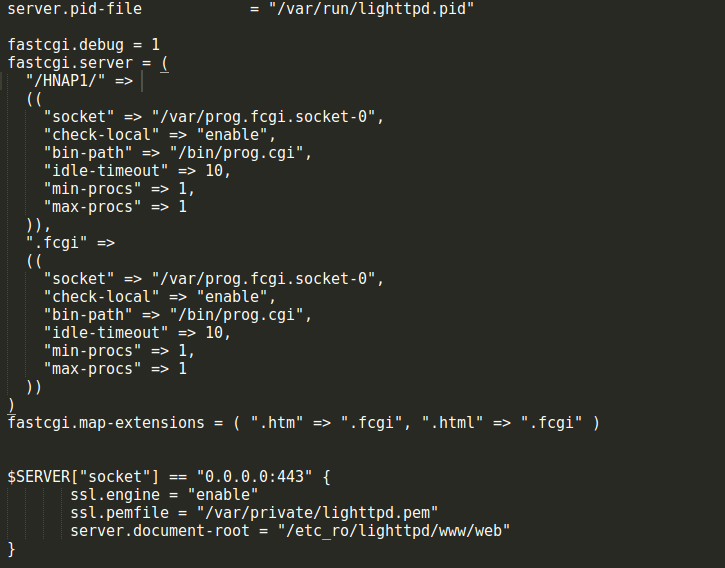 server.pid-file            = "/var/run/lighttpd.pid"

fastcgi.debug = 1
fastcgi.server = (
  "/HNAP1/" =>
  ((
    "socket" => "/var/prog.fcgi.socket-0",
    "check-local" => "enable",
    "bin-path" => "/bin/prog.cgi",
    "idle-timeout" => 10,
    "min-procs" => 1,
    "max-procs" => 1
  )),
  ".fcgi" =>
  ((
    "socket" => "/var/prog.fcgi.socket-0",
    "check-local" => "enable",
    "bin-path" => "/bin/prog.cgi",
    "idle-timeout" => 10,
    "min-procs" => 1,
    "max-procs" => 1
  ))
)
fastcgi.map-extensions = ( ".htm" => ".fcgi", ".html" => ".fcgi" )


$SERVER["socket"] == "0.0.0.0:443" {
       ssl.engine = "enable"
       ssl.pemfile = "/var/private/lighttpd.pem"
       server.document-root = "/etc_ro/lighttpd/www/web"
}